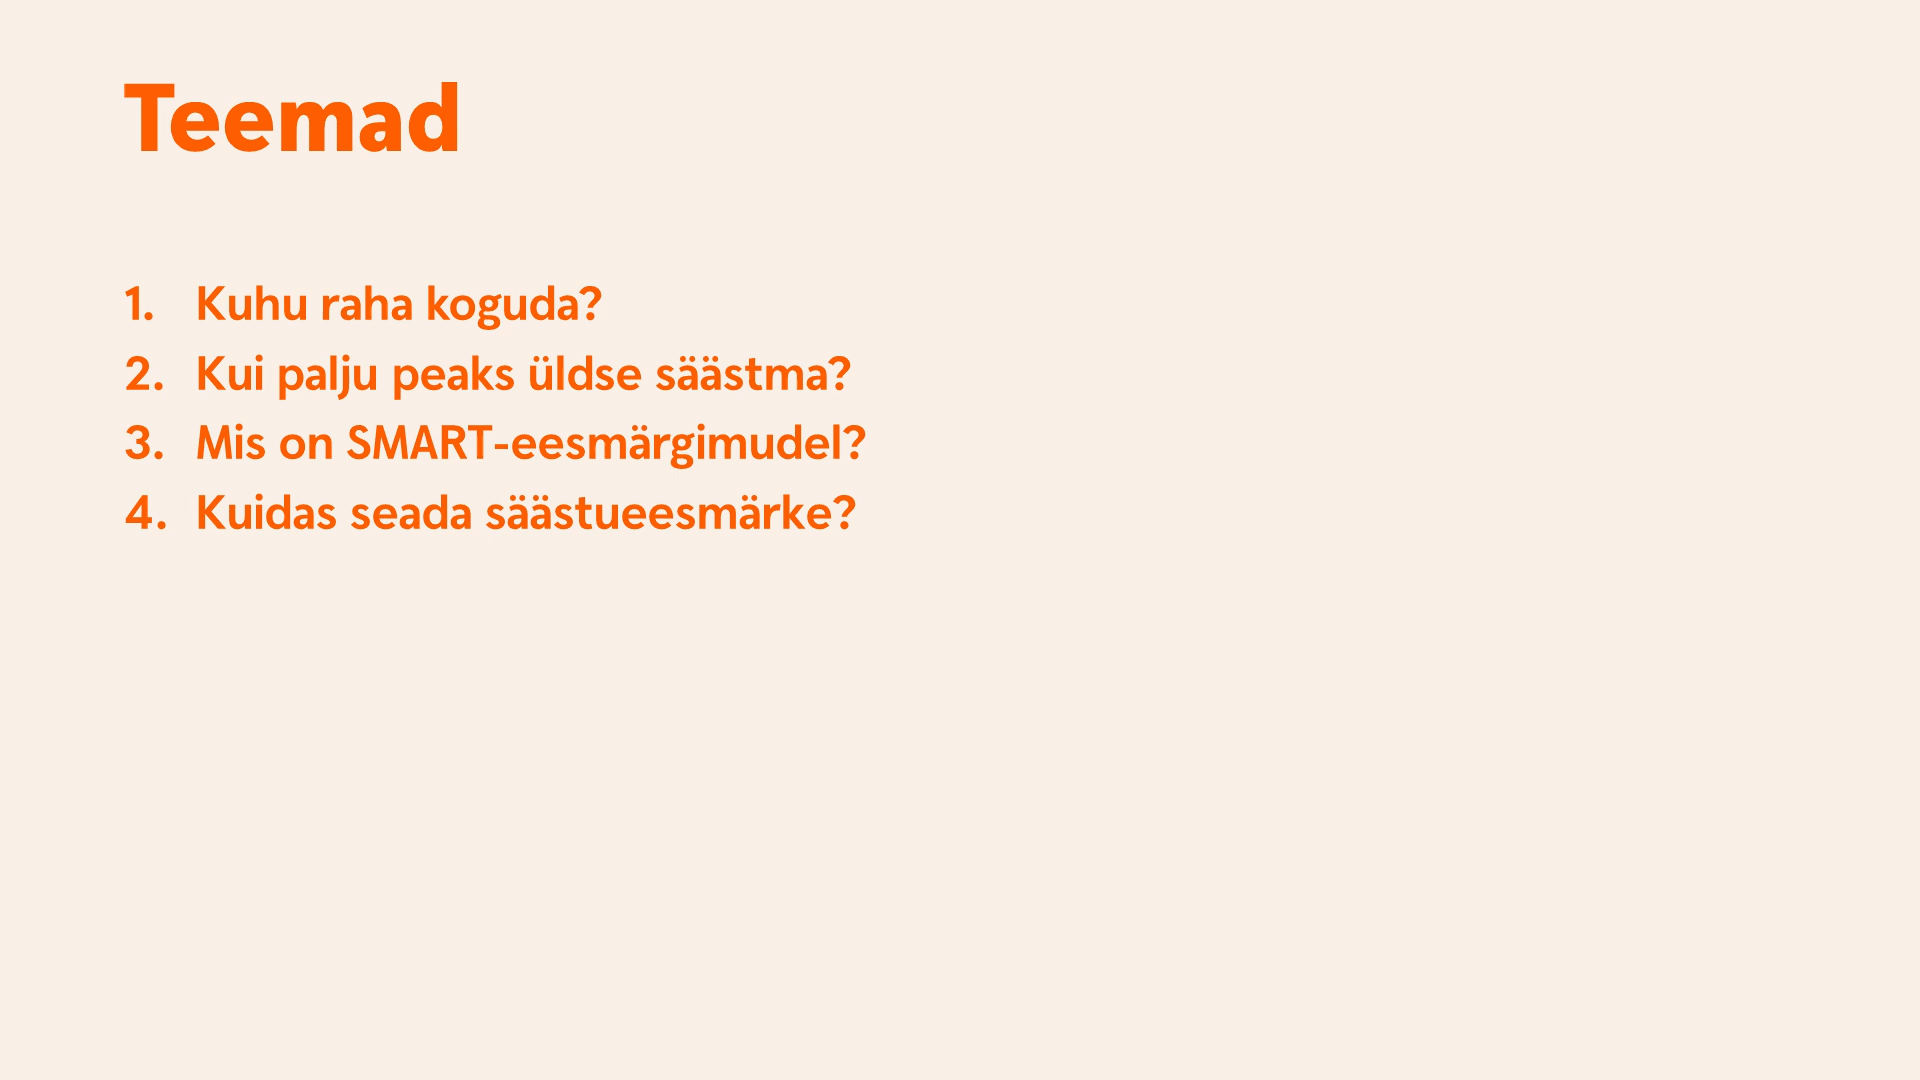 Teemad
1. Kuhu raha koguda?
2. Kui palju peaks üldse säästma?
3. Mis on SMART-eesmärgimudel?
4. Kuidas seada säästueesmärke?